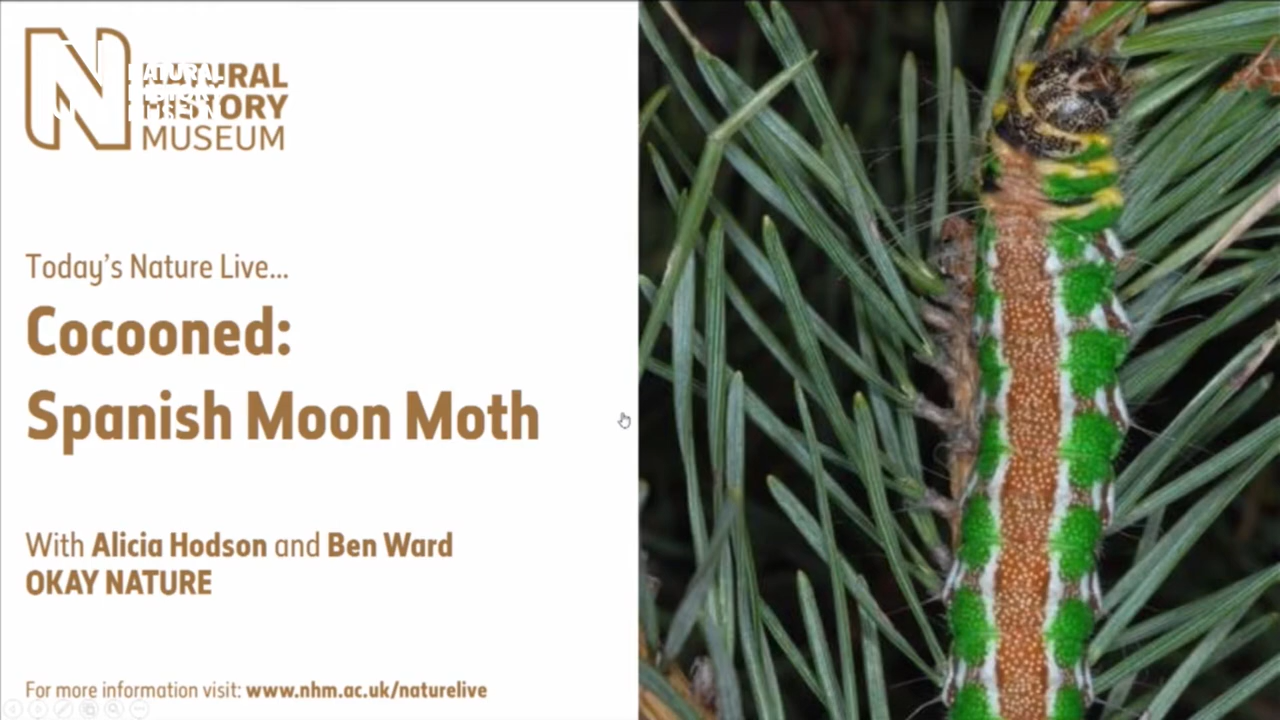 NATURAL
HISTORY
MUSEUM
Today's Nature Live...
Cocooned:
Spanish Moon Moth
With Alicia Hodson and Ben Ward
OKAY NATURE
For more information visit: www.nhm.ac.uk/naturelive